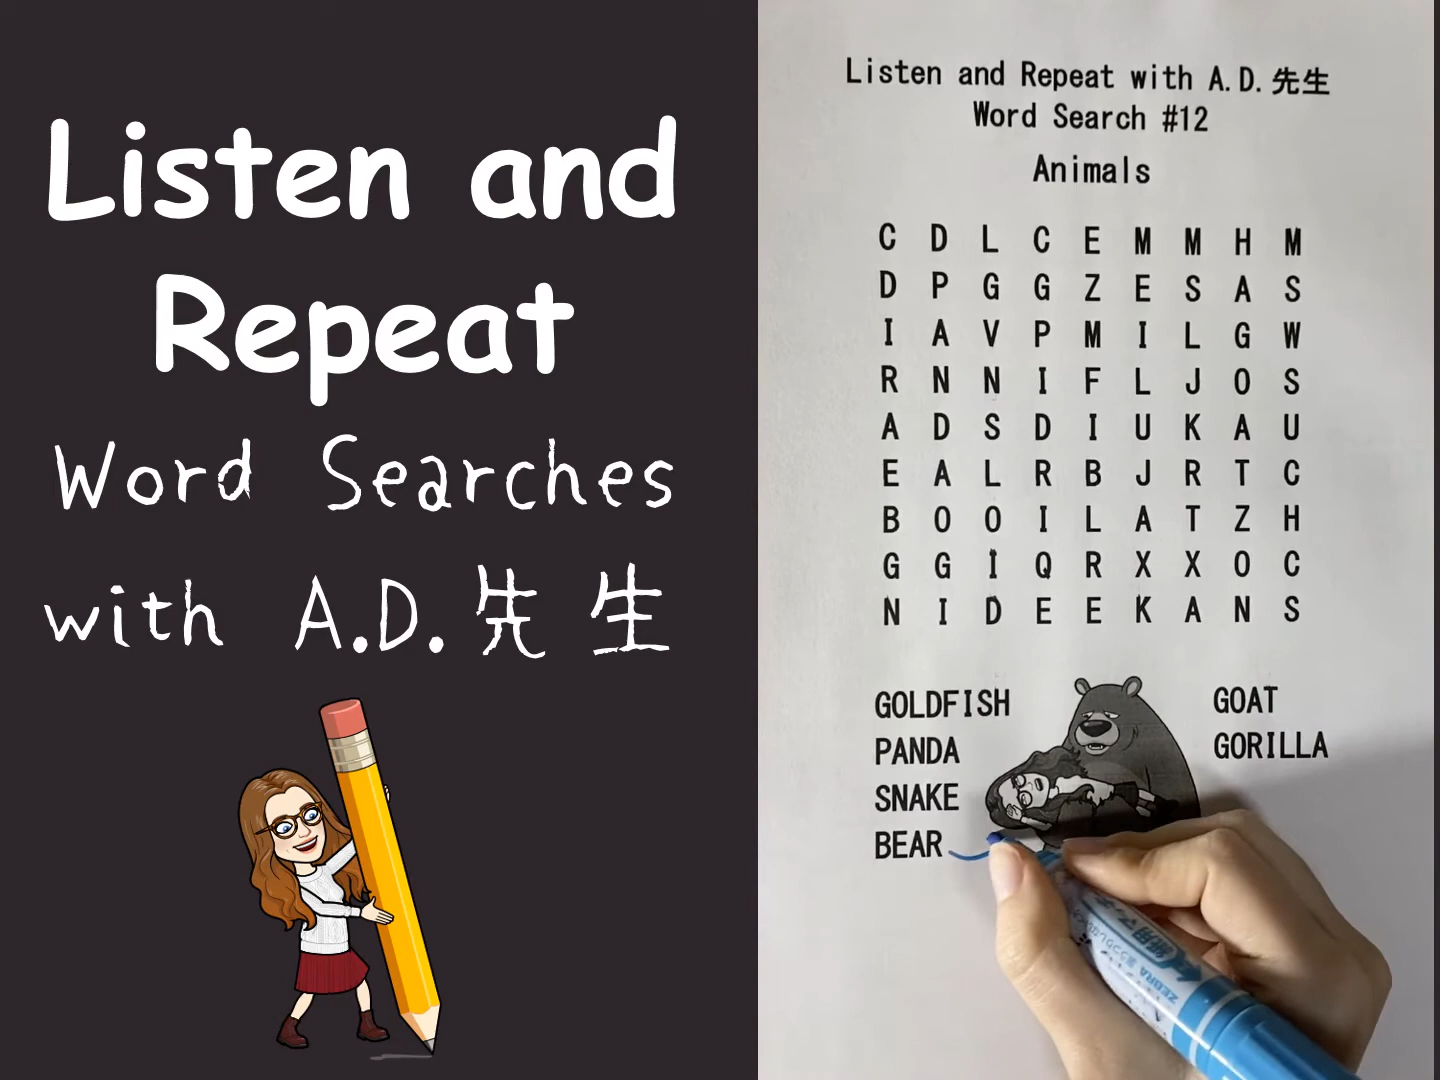 Listen and
Repeat
Word Searches
with A.D.先生
Listen and Repeat with A.D.先生
Word Search #12
Animals
C D L C E M M H M
D P G G Z E S A S
I A V P M I L G W
R N N I F L J O S
A D S D I U K A U
E A L R B J R T C
B O O I L A T Z H
G G I Q R X X O C
N I D E E K A N S
GOLDFISH
PANDA
SNAKE
BEAR
GOAT
GORILLA
ZEBRA